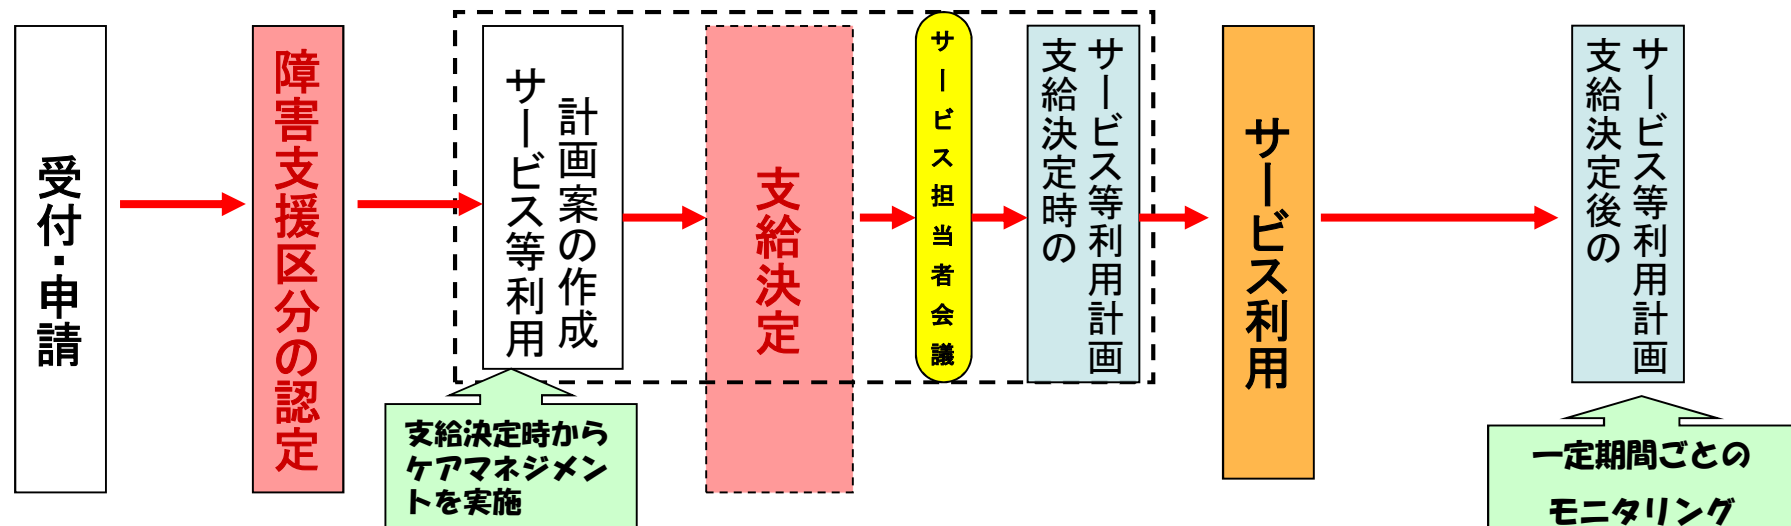 受付・申請
障害支援区分の認定
サービス等利用
計画案の作成
支給決定時から
ケアマネジメン
トを実施
支給決定
サービス担当者会議
サービス等利用計画
支給決定時の
サービス利用
サービス等利用計画
支給決定後の
一定期間ごとの
モニタリング